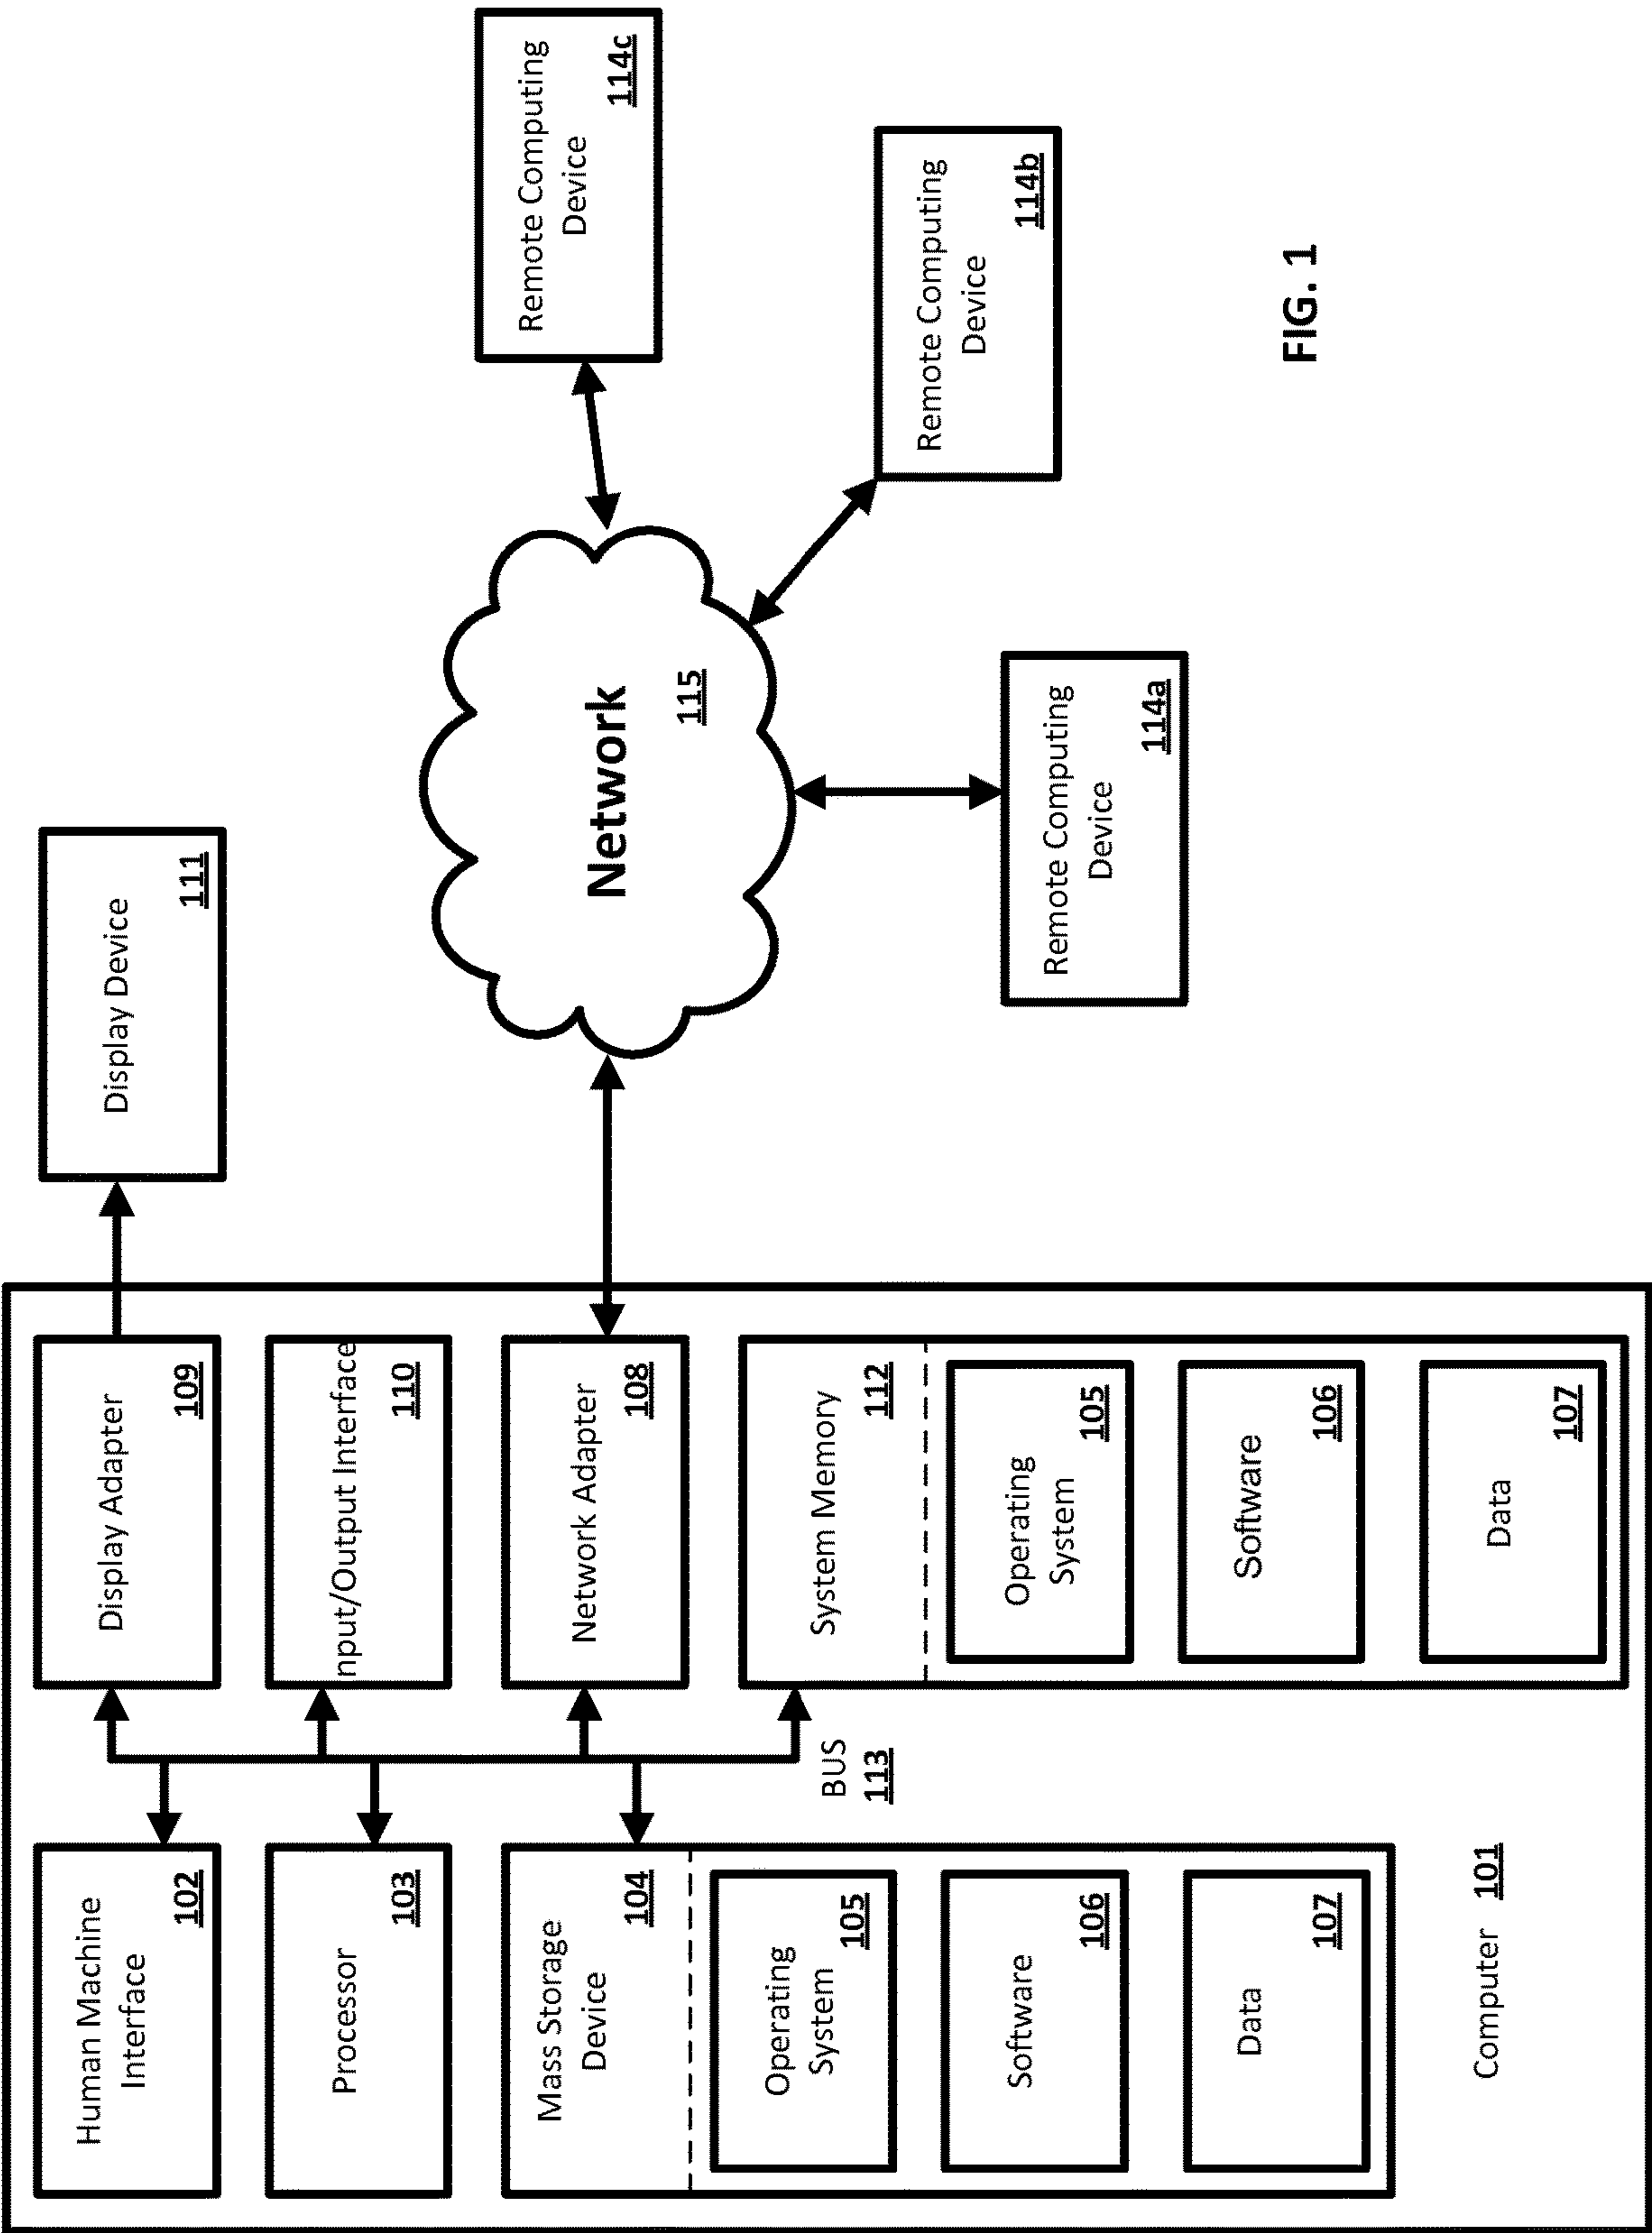 Human Machine
Interface
102
Processor
103
Mass Storage
Device
104
Operating
System
105
Software
106
Data
107
Computer 101
BUS
113
Display Adapter
109
nput/Output Interface
110
Network Adapter
108
System Memory
112
Operating
System
105
Software
106
Data
107
Display Device
111
Network
115
Remote Computing
Device
114a
Remote Computing
Device
114b
Remote Computing
Device
114c
FIG. 1